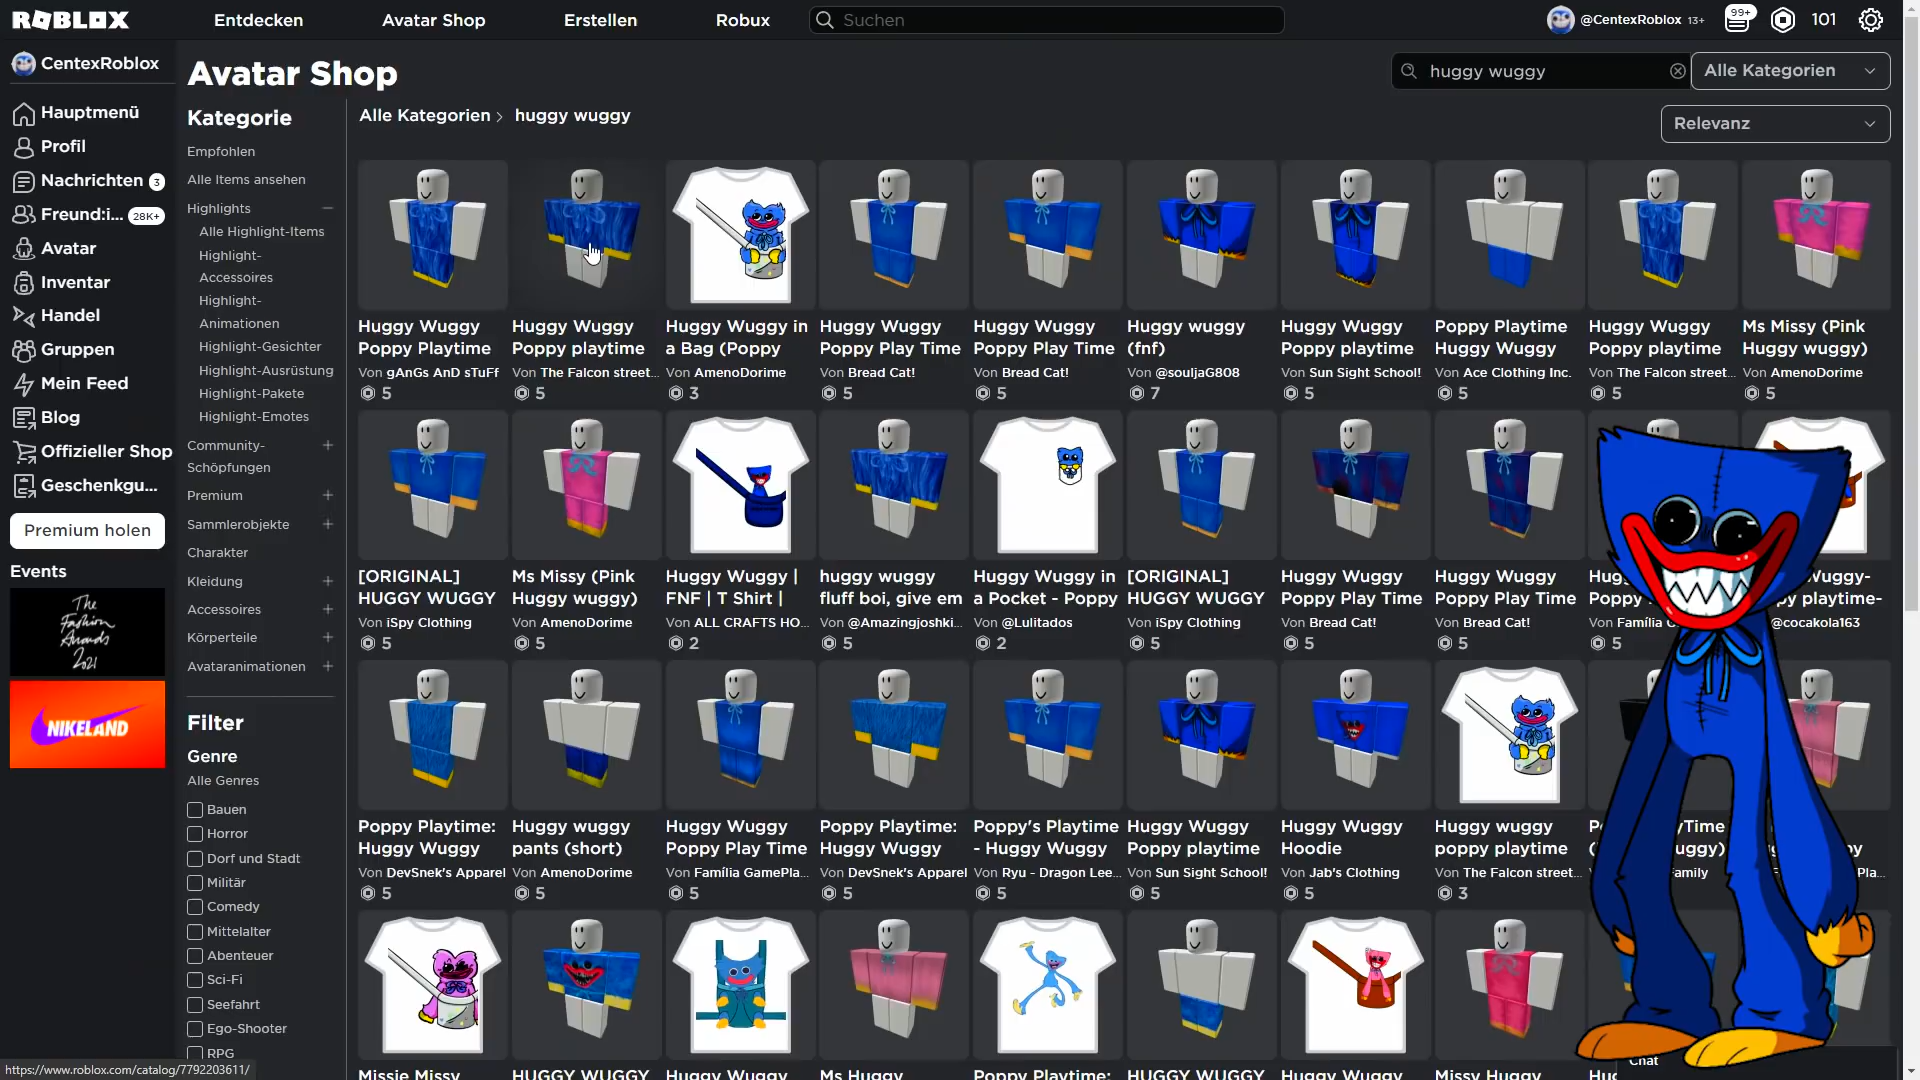 ROBLOX
Entdecken
Avatar Shop
Erstellen
Robux
Suchen
@CentexRoblox 13+
99+
101
CentexRoblox
Hauptmenü
Profil
Nachrichten 3
Freund:i... 28K+
Avatar
Inventar
Handel
Gruppen
Mein Feed
Blog
Offizieller Shop
Geschenkgu...
Premium holen
Events
The Fashion Awards 2021
NIKELAND
Avatar Shop
huggy wuggy
Alle Kategorien
Kategorie
Empfohlen
Alle Items ansehen
Highlights
Alle Highlight-Items
Highlight-
Accessoires
Highlight-
Animationen
Highlight-Gesichter
Highlight-Ausrüstung
Highlight-Pakete
Highlight-Emotes
Community-
Schöpfungen
Premium
Sammlerobjekte
Charakter
Kleidung
Accessoires
Körperteile
Avataranimationen
Filter
Genre
Alle Genres
Bauen
Horror
Dorf und Stadt
Militär
Comedy
Mittelalter
Abenteuer
Sci-Fi
Seefahrt
Ego-Shooter
RPG
Alle Kategorien > huggy wuggy
Relevanz
Huggy Wuggy
Poppy Playtime
Von gAnGs AnD sTuFf
5
Huggy Wuggy
Poppy playtime
Von The Falcon street...
5
Huggy Wuggy in
a Bag (Poppy
Von AmenoDorime
3
Huggy Wuggy
Poppy Play Time
Von Bread Cat!
5
Huggy Wuggy
Poppy Play Time
Von Bread Cat!
5
Huggy wuggy
(fnf)
Von @souljaG808
7
Huggy Wuggy
Poppy playtime
Von Sun Sight School!
5
Poppy Playtime
Huggy Wuggy
Von Ace Clothing Inc.
5
Huggy Wuggy
Poppy playtime
Von The Falcon street...
5
Ms Missy (Pink
Huggy wuggy)
Von AmenoDorime
5
[ORIGINAL]
HUGGY WUGGY
Von iSpy Clothing
5
Ms Missy (Pink
Huggy wuggy)
Von AmenoDorime
5
Huggy Wuggy |
FNF | T Shirt |
Von ALL CRAFTS HO...
2
huggy wuggy
fluff boi, give em
Von @Amazingjoshki...
5
Huggy Wuggy in
a Pocket - Poppy
Von @Lulitados
2
[ORIGINAL]
HUGGY WUGGY
Von iSpy Clothing
5
Huggy Wuggy
Poppy Play Time
Von Bread Cat!
5
Huggy Wuggy
Poppy Play Time
Von Bread Cat!
5
Hug
Poppy
Von Família G
5
Wuggy-
playtime-
@cocakola163
Poppy Playtime:
Huggy Wuggy
Von DevSnek's Apparel
5
Huggy wuggy
pants (short)
Von AmenoDorime
5
Huggy Wuggy
Poppy Play Time
Von Família GamePla...
5
Poppy Playtime:
Huggy Wuggy
Von DevSnek's Apparel
5
Poppy's Playtime
- Huggy Wuggy
Von Ryu - Dragon Lee...
5
Huggy Wuggy
Poppy playtime
Von Sun Sight School!
5
Huggy Wuggy
Hoodie
Von Jab's Clothing
5
Huggy wuggy
poppy playtime
Von The Falcon street...
3
Missie Missy
HUGGY WUGGY
Huggy Wuggy
Ms Huggy
Poppy Playtime:
HUGGY WUGGY
Huggy Wuggy
Missy Huggy
Chat
https://www.roblox.com/catalog/7792203611/